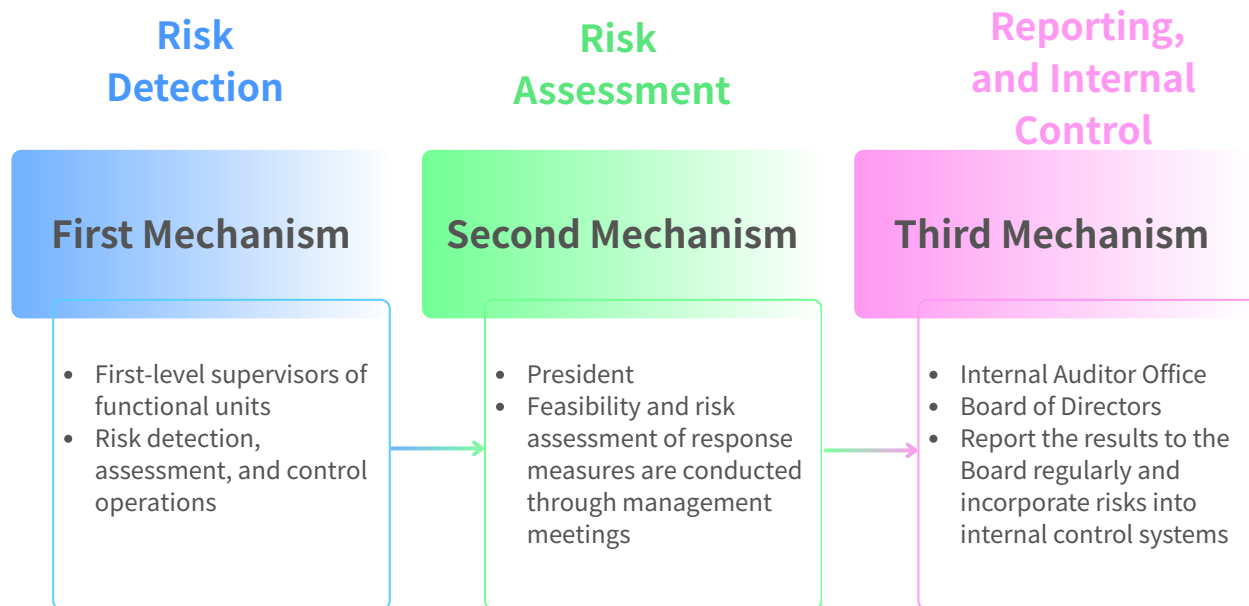 Risk
Detection
First Mechanism
• First-level supervisors of
functional units
• Risk detection,
assessment, and control
operations
Risk
Assessment
Second Mechanism
• President
• Feasibility and risk
assessment of response
measures are conducted
through management
meetings
Reporting,
and Internal
Control
Third Mechanism
• Internal Auditor Office
• Board of Directors
• Report the results to the
Board regularly and
incorporate risks into
internal control systems